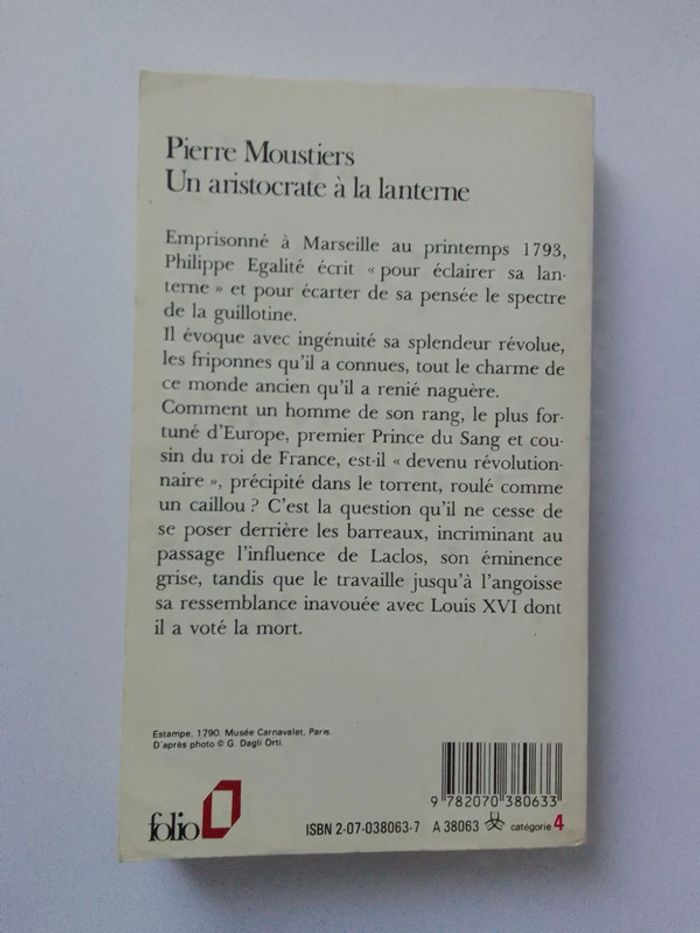 Pierre Moustiers
Un aristocrate à la lanterne
Emprisonné à Marseille au printemps 1793,
Philippe Egalité écrit « pour éclairer sa lan-
terne » et pour écarter de sa pensée le spectre
de la guillotine.
Il évoque avec ingénuité sa splendeur révolue,
les friponnes qu'il a connues, tout le charme de
ce monde ancien qu'il a renié naguère.
Comment un homme de son rang, le plus for-
tuné d'Europe, premier Prince du Sang et cou-
sin du roi de France, est-il « devenu révolution-
naire », précipité dans le torrent, roulé comme
un caillou ? C'est la question qu'il ne cesse de
se poser derrière les barreaux, incriminant au
passage l'influence de Laclos, son éminence
grise, tandis que le travaille jusqu'à l'angoisse
sa ressemblance inavouée avec Louis XVI dont
il a voté la mort.
Estampe, 1790. Musée Carnavalet, Paris.
D'après photo © G. Dagli Orti.
9 782070 380633
folio
ISBN 2-07-038063-7 A 38063 catégorie 4